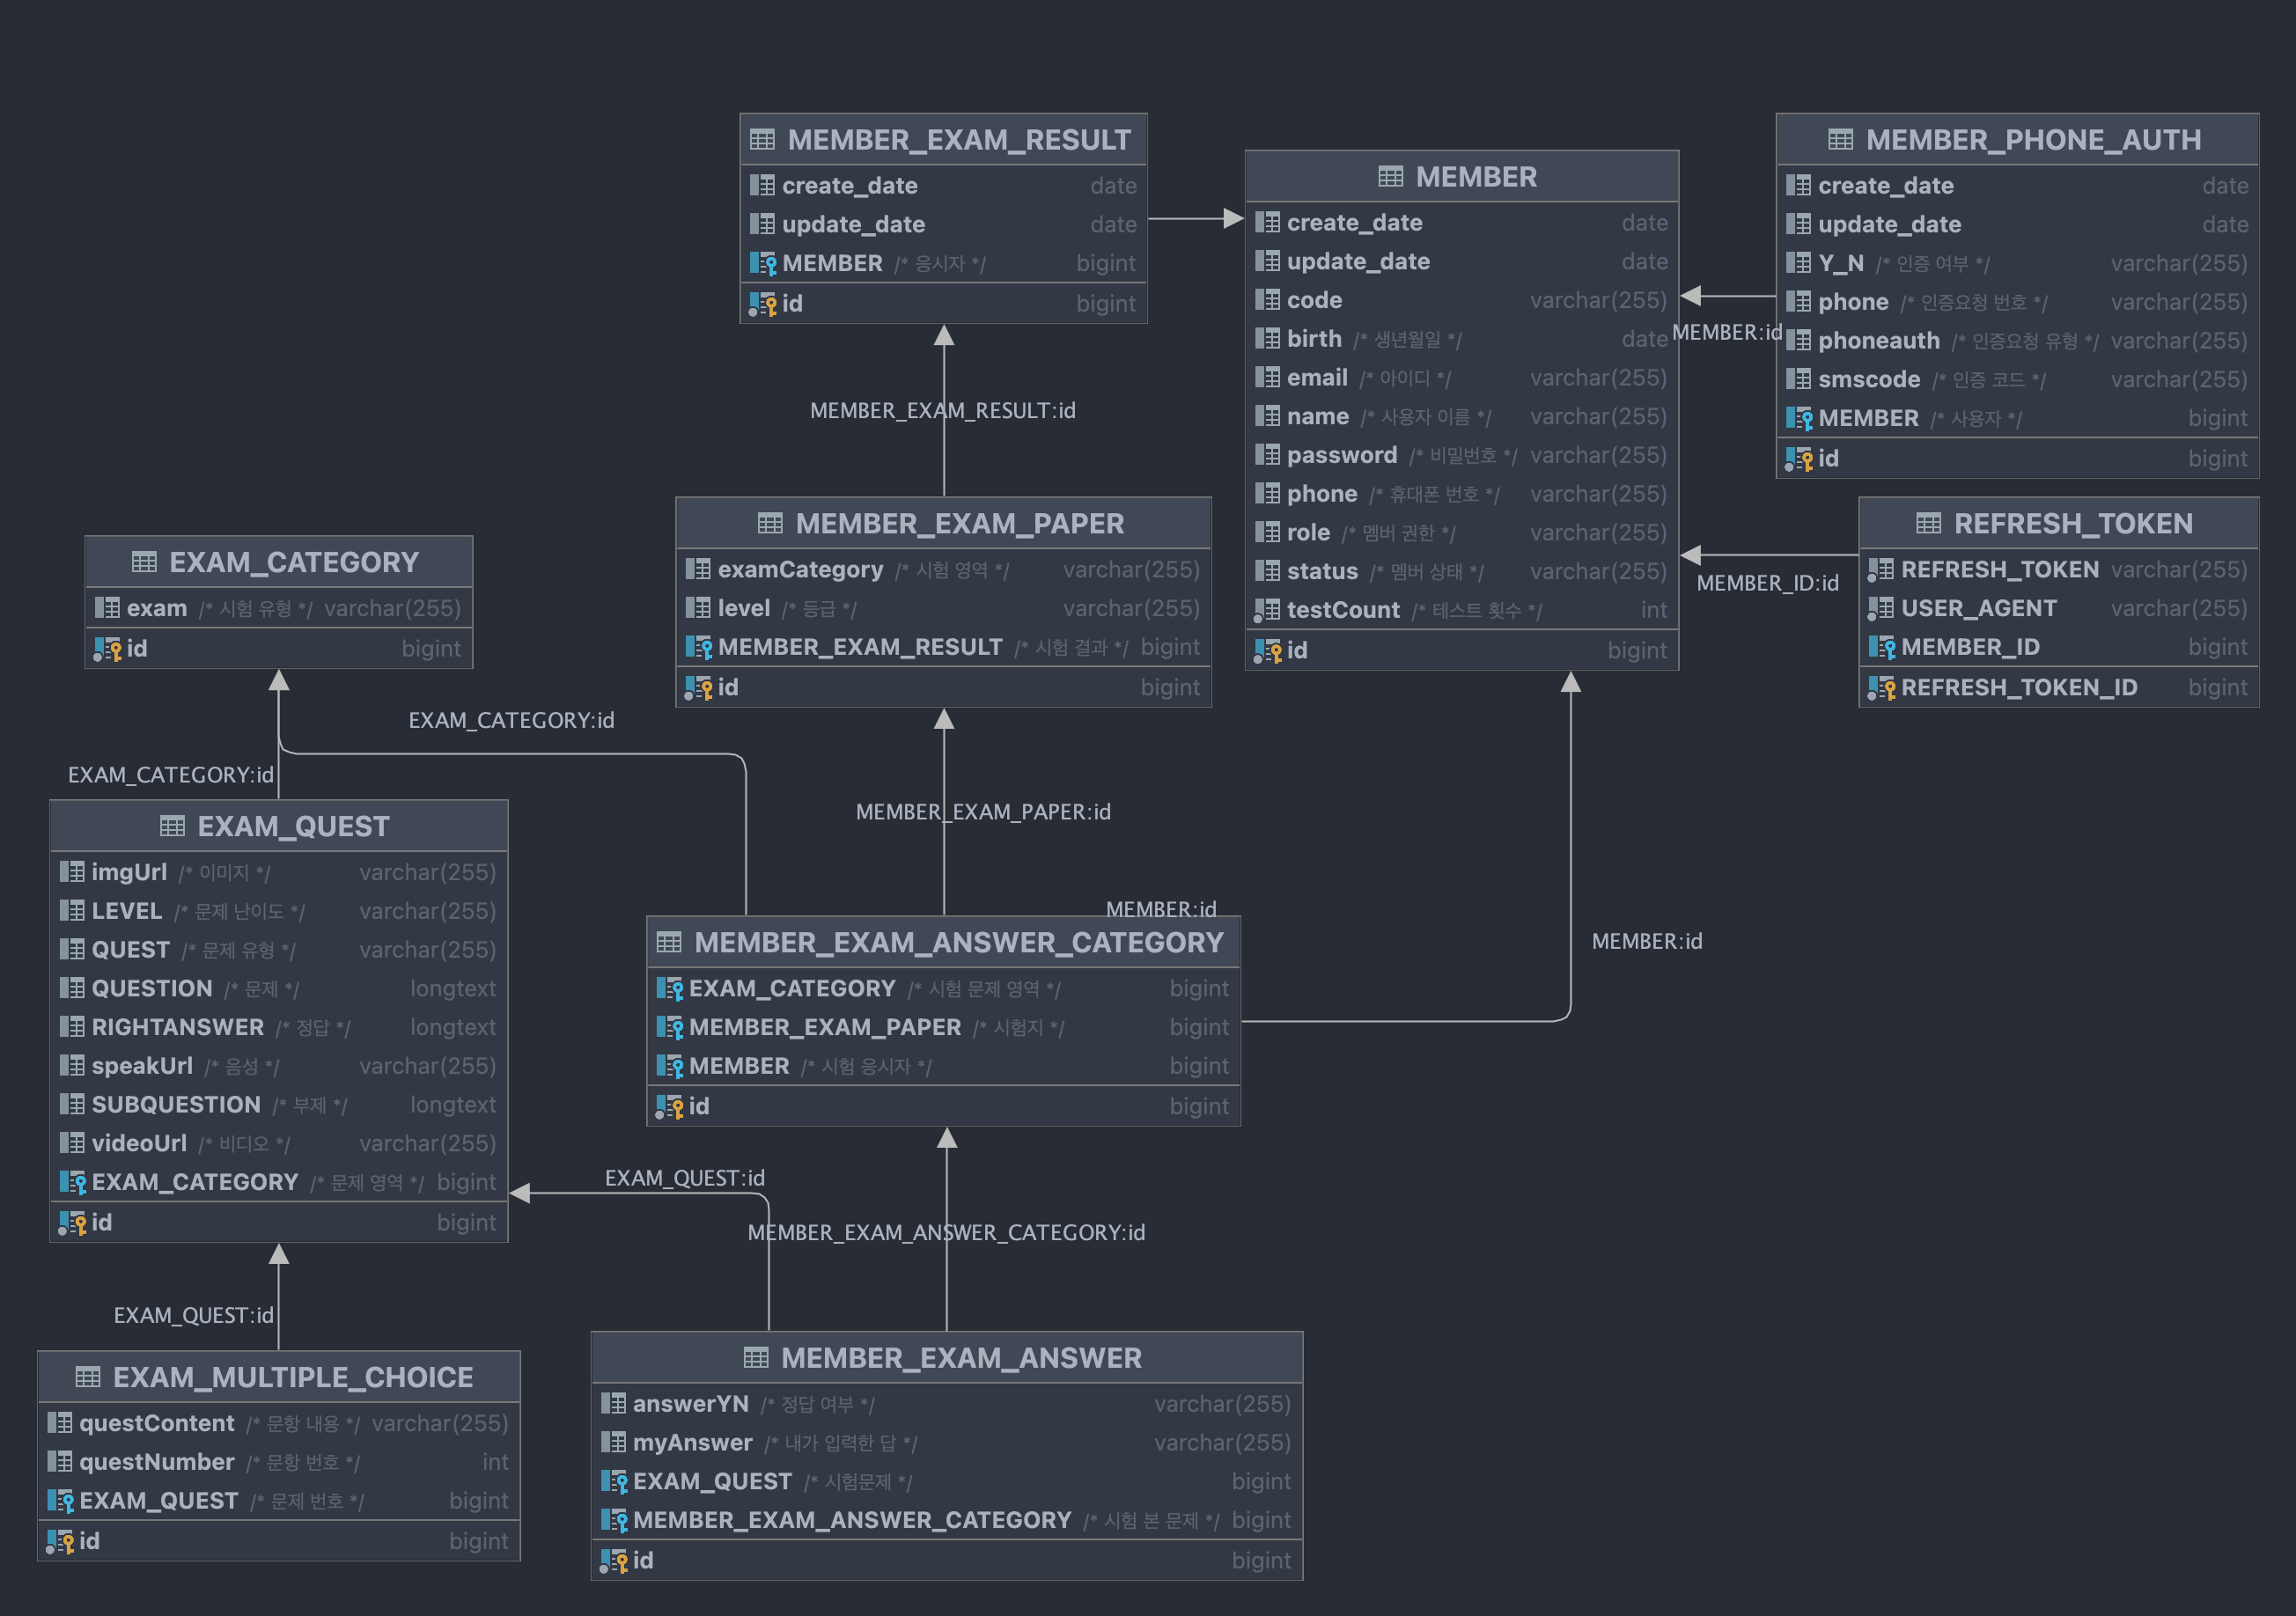 MEMBER_EXAM_RESULT
create_date date
update_date date
MEMBER /* 응시자 */ bigint
id bigint
MEMBER
create_date date
update_date date
code varchar(255)
birth /* 생년월일 */ date
email /* 아이디 */ varchar(255)
name /* 사용자 이름 */ varchar(255)
password /* 비밀번호 */ varchar(255)
phone /* 휴대폰 번호 */ varchar(255)
role /* 멤버 권한 */ varchar(255)
status /* 멤버 상태 */ varchar(255)
testCount /* 테스트 횟수 */ int
id bigint
MEMBER_PHONE_AUTH
create_date date
update_date date
Y_N /* 인증 여부 */ varchar(255)
phone /* 인증요청 번호 */ varchar(255)
phoneauth /* 인증요청 유형 */ varchar(255)
smscode /* 인증 코드 */ varchar(255)
MEMBER /* 사용자 */ bigint
id bigint
MEMBER:id
MEMBER_EXAM_RESULT:id
REFRESH_TOKEN
REFRESH_TOKEN varchar(255)
USER_AGENT varchar(255)
MEMBER_ID bigint
REFRESH_TOKEN_ID bigint
MEMBER_ID:id
MEMBER_EXAM_PAPER
examCategory /* 시험 영역 */ varchar(255)
level /* 등급 */ varchar(255)
MEMBER_EXAM_RESULT /* 시험 결과 */ bigint
id bigint
EXAM_CATEGORY
exam /* 시험 유형 */ varchar(255)
id bigint
EXAM_CATEGORY:id
EXAM_CATEGORY:id
MEMBER_EXAM_PAPER:id
EXAM_QUEST
imgUrl /* 이미지 */ varchar(255)
LEVEL /* 문제 난이도 */ varchar(255)
QUEST /* 문제 유형 */ varchar(255)
QUESTION /* 문제 */ longtext
RIGHTANSWER /* 정답 */ longtext
speakUrl /* 음성 */ varchar(255)
SUBQUESTION /* 부제 */ longtext
videoUrl /* 비디오 */ varchar(255)
EXAM_CATEGORY /* 문제 영역 */ bigint
id bigint
MEMBER:id
MEMBER_EXAM_ANSWER_CATEGORY
EXAM_CATEGORY /* 시험 문제 영역 */ bigint
MEMBER_EXAM_PAPER /* 시험지 */ bigint
MEMBER /* 시험 응시자 */ bigint
id bigint
MEMBER:id
EXAM_QUEST:id
MEMBER_EXAM_ANSWER_CATEGORY:id
EXAM_QUEST:id
EXAM_MULTIPLE_CHOICE
questContent /* 문항 내용 */ varchar(255)
questNumber /* 문항 번호 */ int
EXAM_QUEST /* 문제 번호 */ bigint
id bigint
MEMBER_EXAM_ANSWER
answerYN /* 정답 여부 */ varchar(255)
myAnswer /* 내가 입력한 답 */ varchar(255)
EXAM_QUEST /* 시험문제 */ bigint
MEMBER_EXAM_ANSWER_CATEGORY /* 시험 본 문제 */ bigint
id bigint